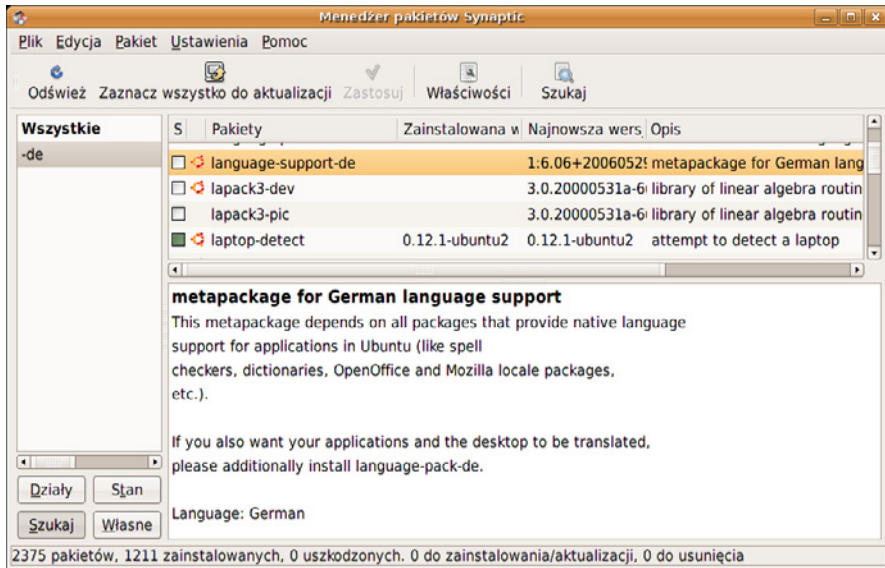 Menedżer pakietów Synaptic
Plik Edycja Pakiet Ustawienia Pomoc
Odśwież Zaznacz wszystko do aktualizacji Zastosuj Właściwości Szukaj
Wszystkie
-de
S Pakiety Zainstalowana w Najnowsza wers Opis
language-support-de 1:6.06+20060529 metapackage for German lang
lapack3-dev 3.0.20000531a-6 library of linear algebra routin
lapack3-pic 3.0.20000531a-6 library of linear algebra routin
laptop-detect 0.12.1-ubuntu2 0.12.1-ubuntu2 attempt to detect a laptop
metapackage for German language support
This metapackage depends on all packages that provide native language
support for applications in Ubuntu (like spell
checkers, dictionaries, OpenOffice and Mozilla locale packages,
etc.).
If you also want your applications and the desktop to be translated,
please additionally install language-pack-de.
Language: German
Działy Stan
Szukaj Własne
2375 pakietów, 1211 zainstalowanych, 0 uszkodzonych. 0 do zainstalowania/aktualizacji, 0 do usunięcia